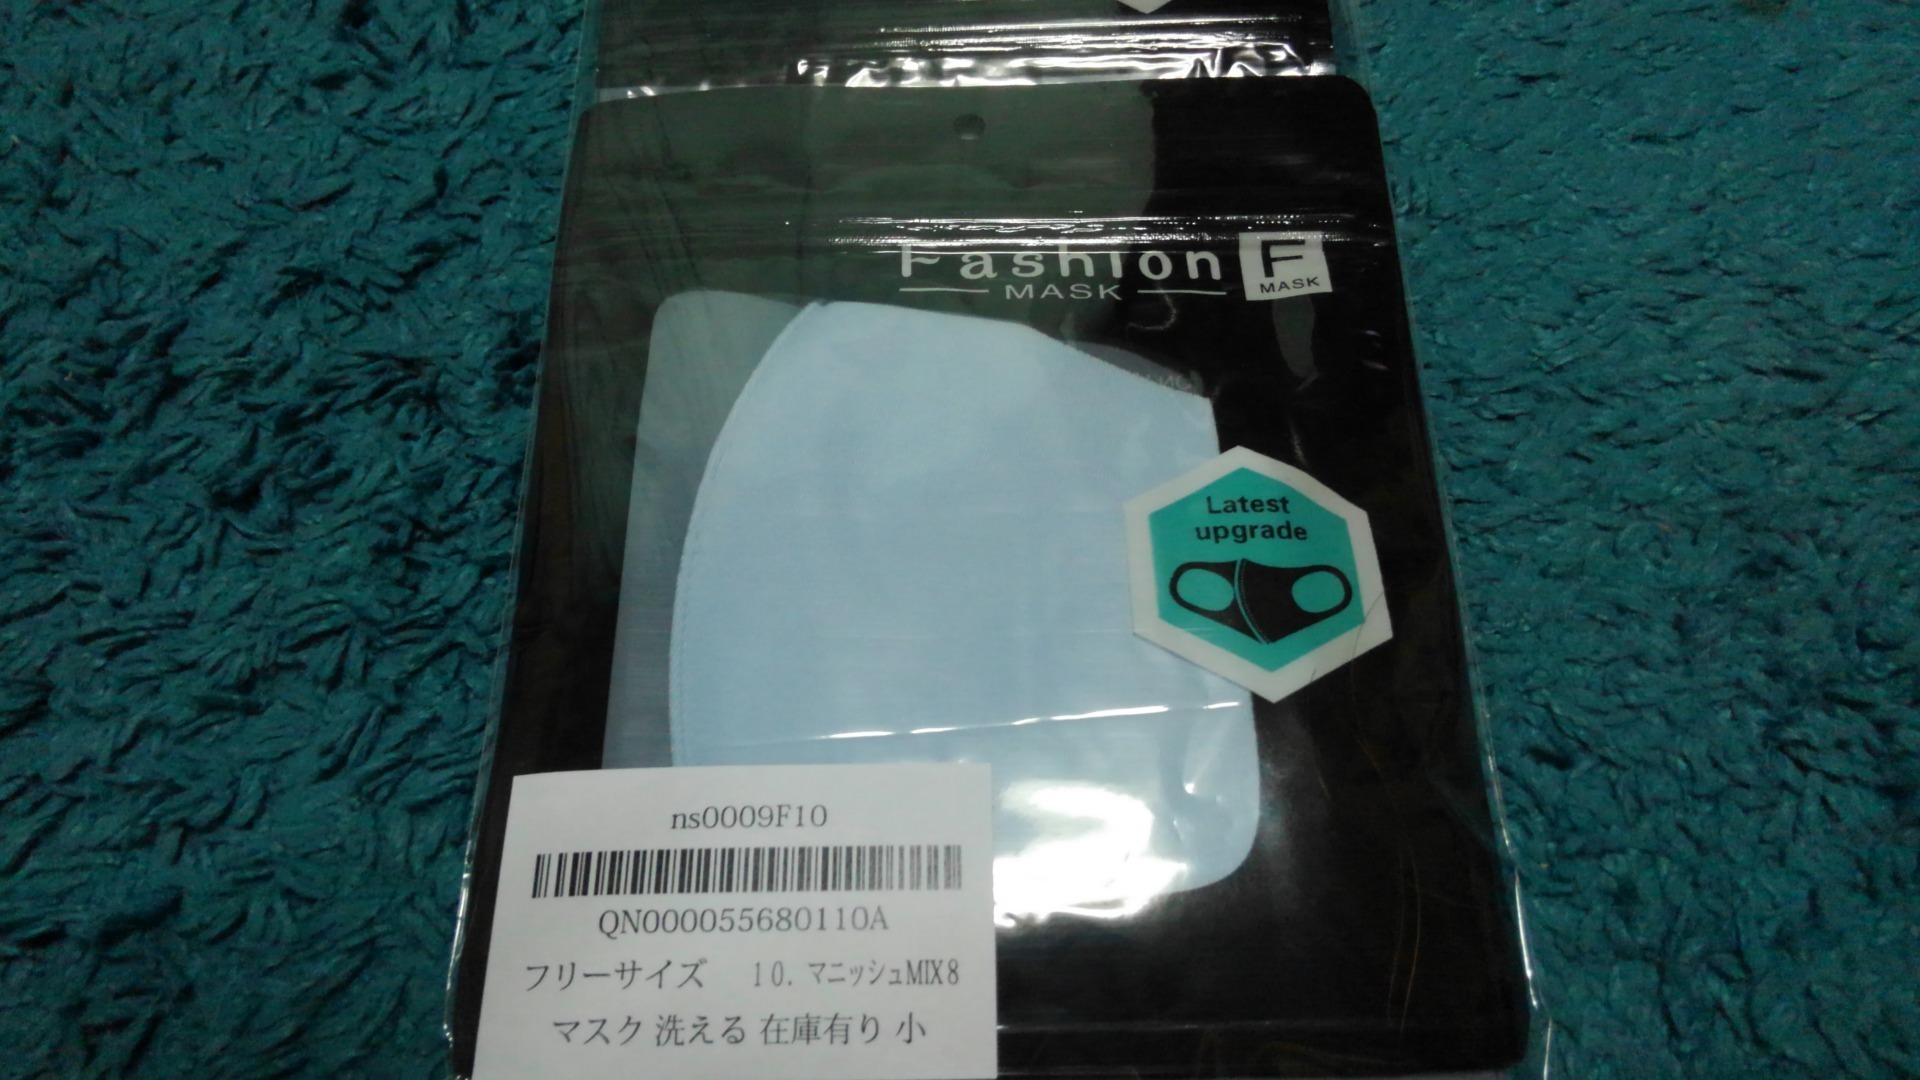 Fashion
MASK
F
MASK
Latest
upgrade
ns0009F10
QN000055680110A
フリーサイズ 10. マニッシュMIX8
マスク 洗える 在庫有り 小